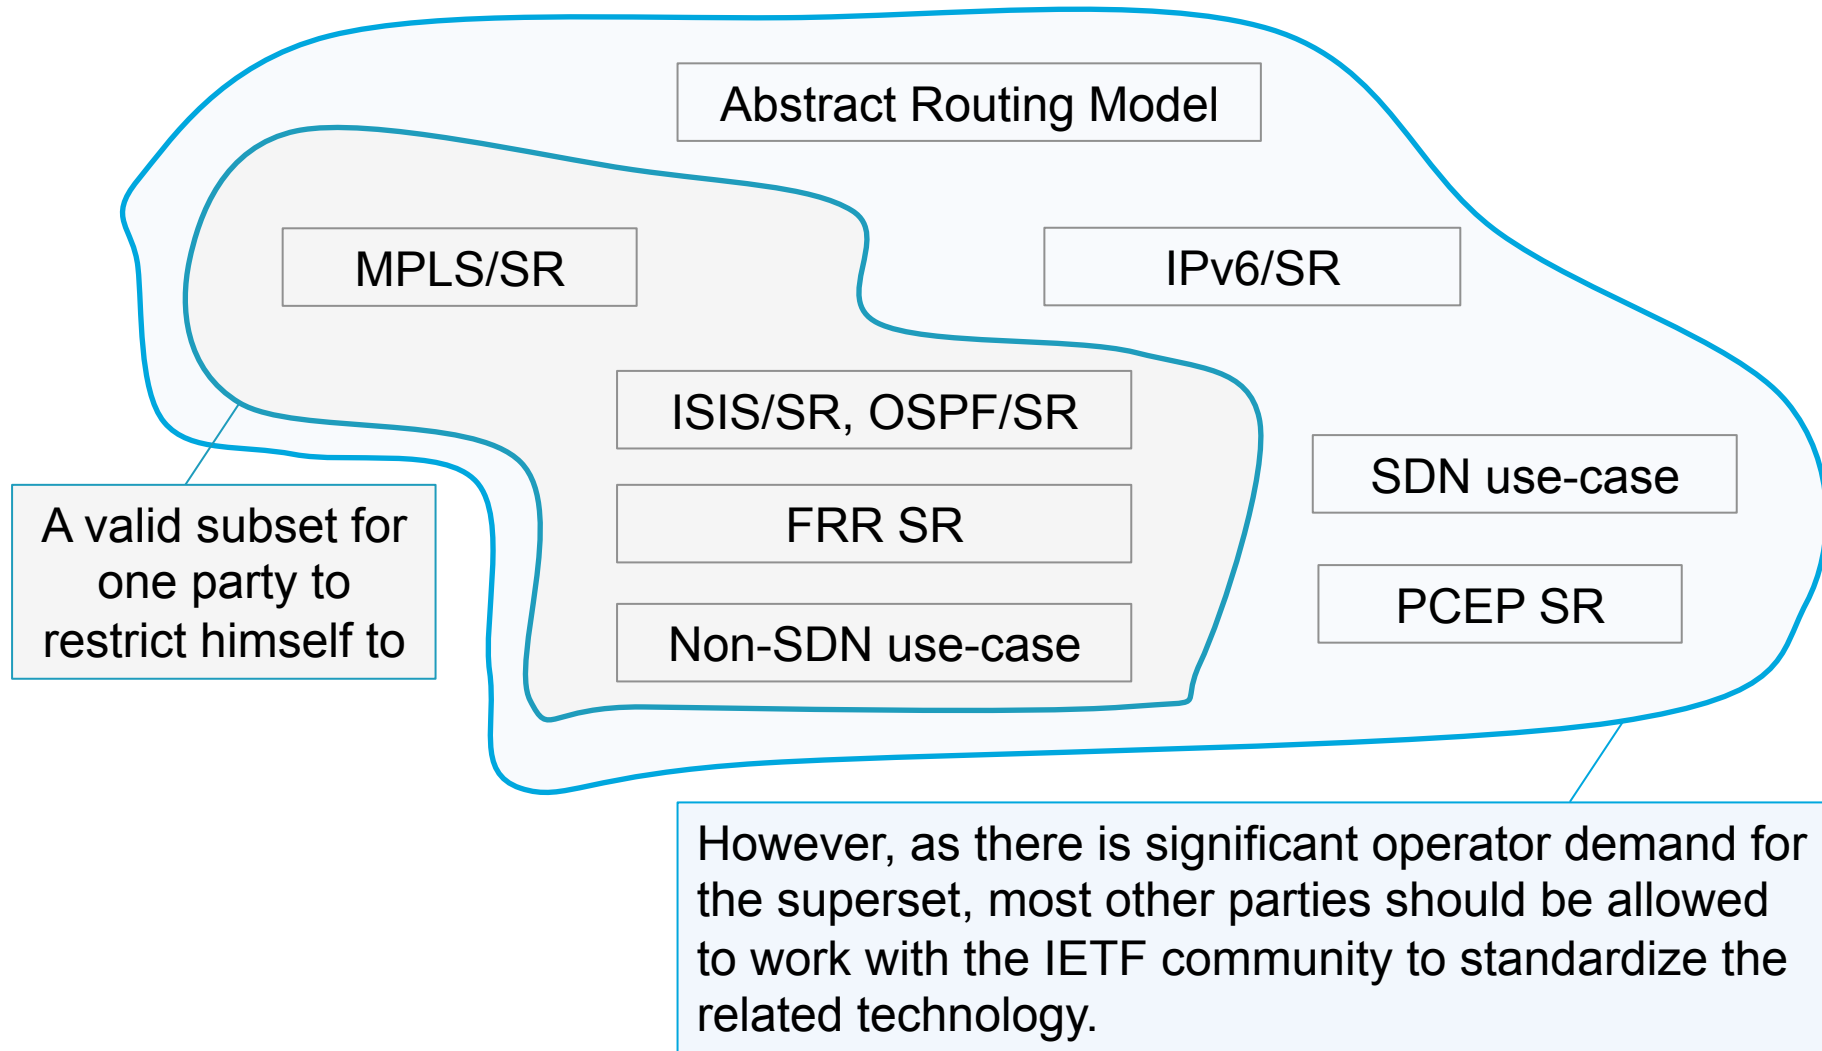 Abstract Routing Model
MPLS/SR
IPv6/SR
ISIS/SR, OSPF/SR
SDN use-case
FRR SR
PCEP SR
Non-SDN use-case
A valid subset for
one party to
restrict himself to
However, as there is significant operator demand for
the superset, most other parties should be allowed
to work with the IETF community to standardize the
related technology.